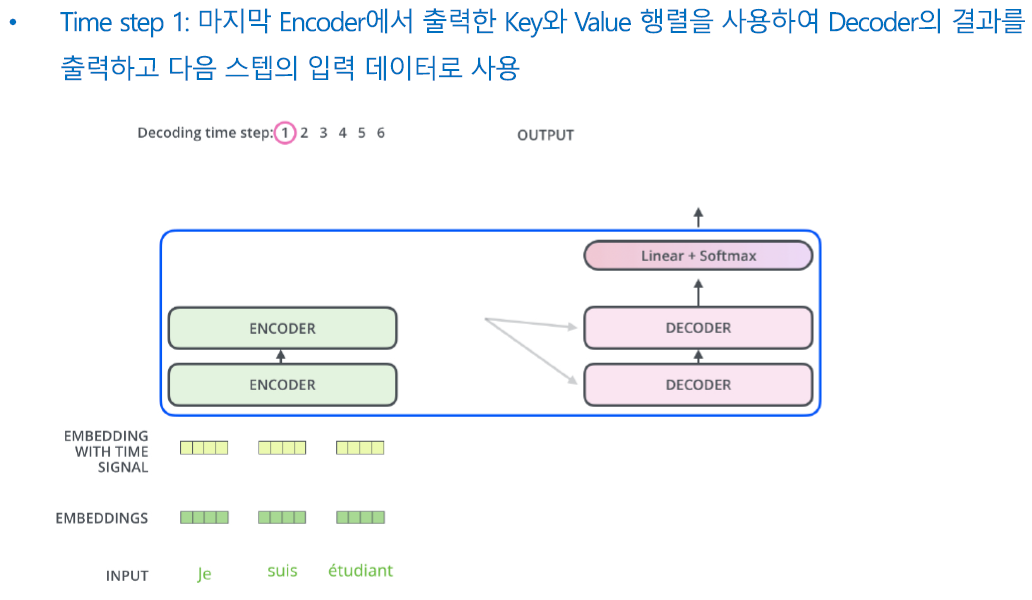 • Time step 1: 마지막 Encoder에서 출력한 Key와 Value 행렬을 사용하여 Decoder의 결과를
출력하고 다음 스텝의 입력 데이터로 사용
Decoding time step: 1 2 3 4 5 6
OUTPUT
Linear + Softmax
ENCODER
DECODER
ENCODER
DECODER
EMBEDDING
WITH TIME
SIGNAL
EMBEDDINGS
INPUT Je suis étudiant